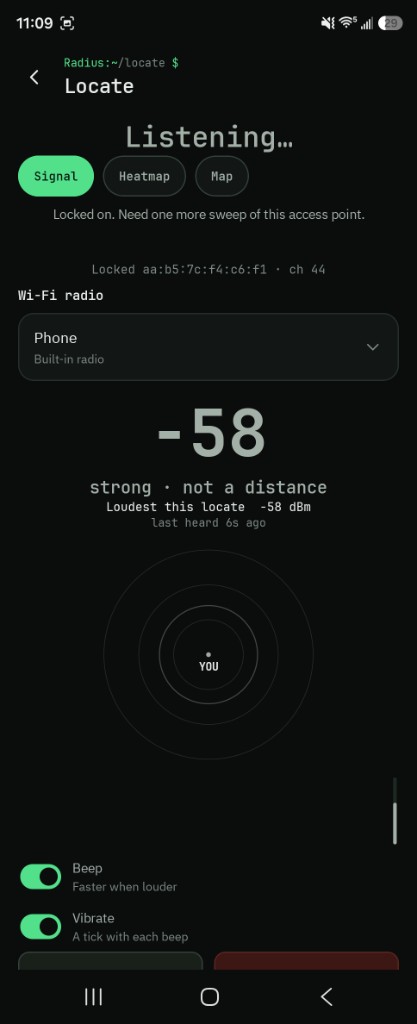 11:09
29
Radius:~/locate $
Locate
Listening…
Signal
Heatmap
Map
Locked on. Need one more sweep of this access point.
Locked aa:b5:7c:f4:c6:f1 · ch 44
Wi-Fi radio
Phone
Built-in radio
-58
strong · not a distance
Loudest this locate -58 dBm
last heard 6s ago
YOU
Beep
Faster when louder
Vibrate
A tick with each beep